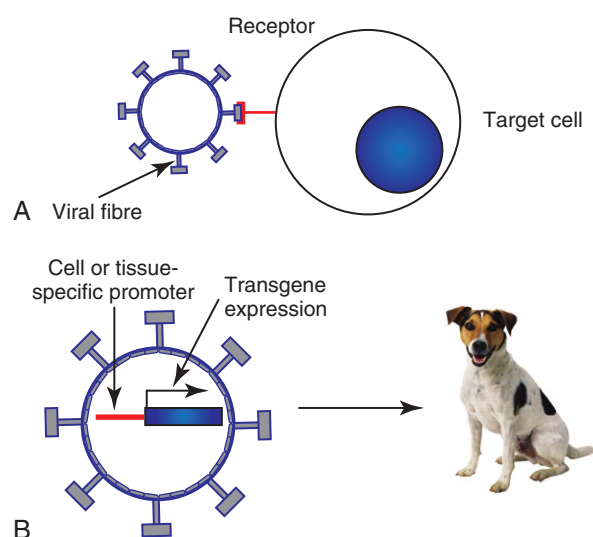 Receptor
Target cell
A
Viral fibre
Cell or tissue-
specific promoter
Transgene
expression
B